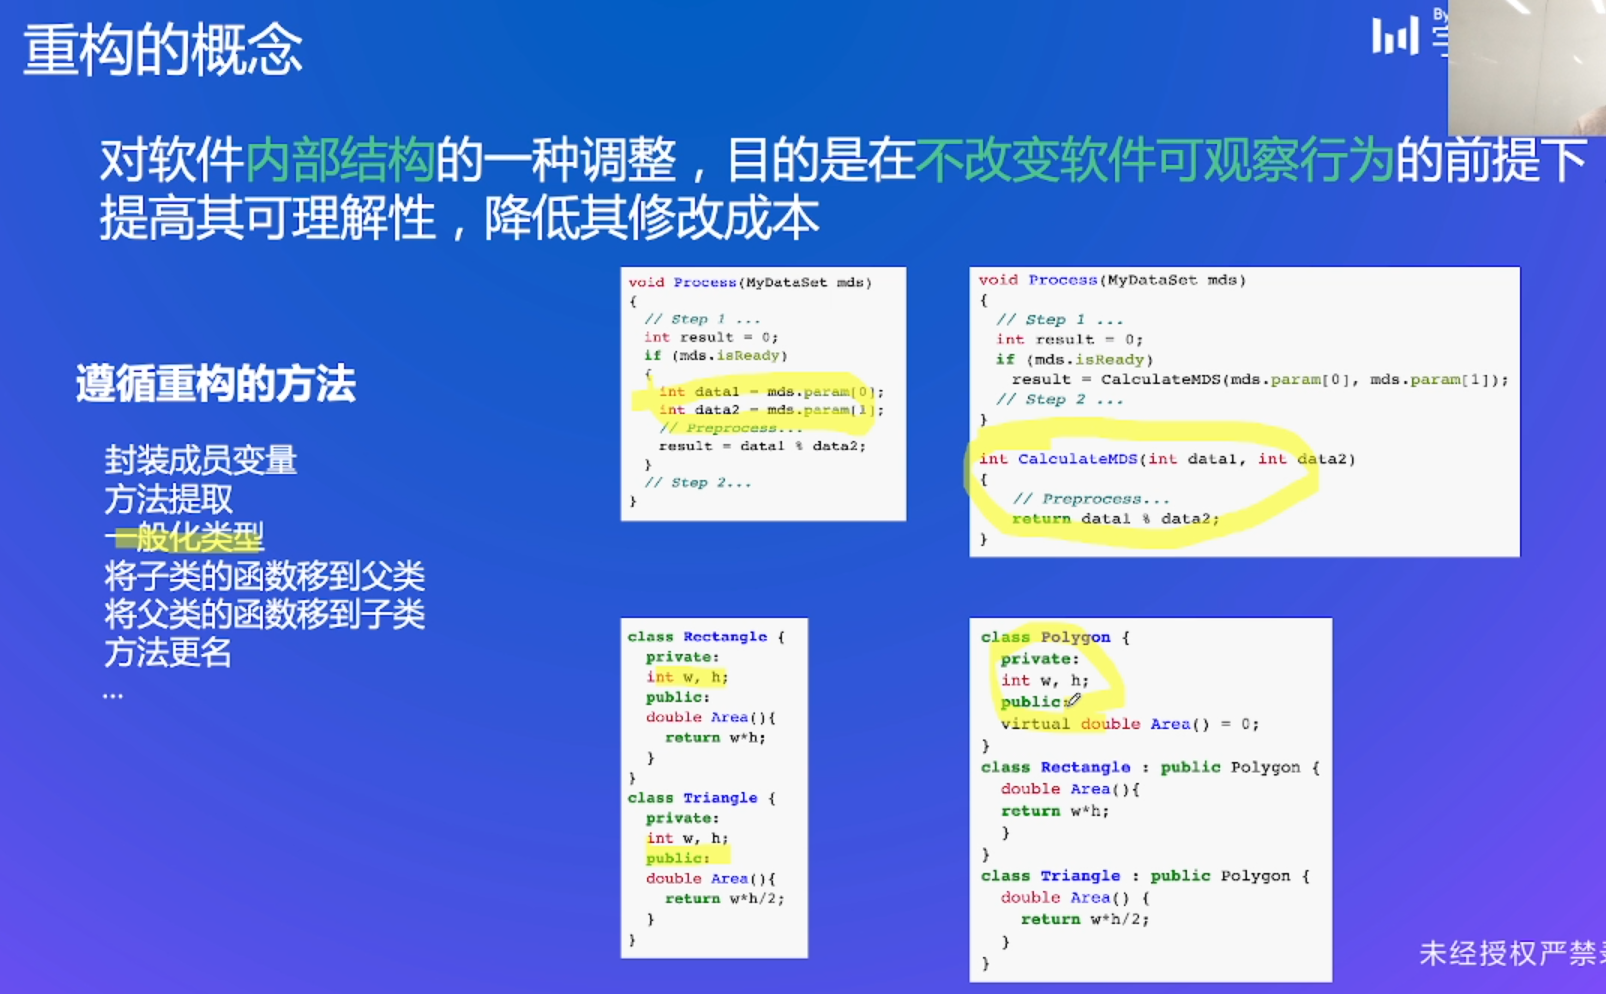 重构的概念
By
对软件内部结构的一种调整，目的是在不改变软件可观察行为的前提下
提高其可理解性，降低其修改成本
遵循重构的方法
封装成员变量
方法提取
一般化类型
将子类的函数移到父类
将父类的函数移到子类
方法更名
...
void Process(MyDataSet mds)
{
// Step 1 ...
int result = 0;
if (mds.isReady)
{
int data1 = mds.param[0];
int data2 = mds.param[1];
// Preprocess...
result = data1 % data2;
}
// Step 2...
}
void Process(MyDataSet mds)
{
// Step 1 ...
int result = 0;
if (mds.isReady)
result = CalculateMDS(mds.param[0], mds.param[1]);
// Step 2 ...
}
int CalculateMDS(int data1, int data2)
{
// Preprocess...
return data1 % data2;
}
class Rectangle {
private:
int w, h;
public:
double Area(){
return w*h;
}
}
class Triangle {
private:
int w, h;
public:
double Area(){
return w*h/2;
}
}
class Polygon {
private:
int w, h;
public:
virtual double Area() = 0;
}
class Rectangle : public Polygon {
double Area(){
return w*h;
}
}
class Triangle : public Polygon {
double Area() {
return w*h/2;
}
}
未经授权严禁